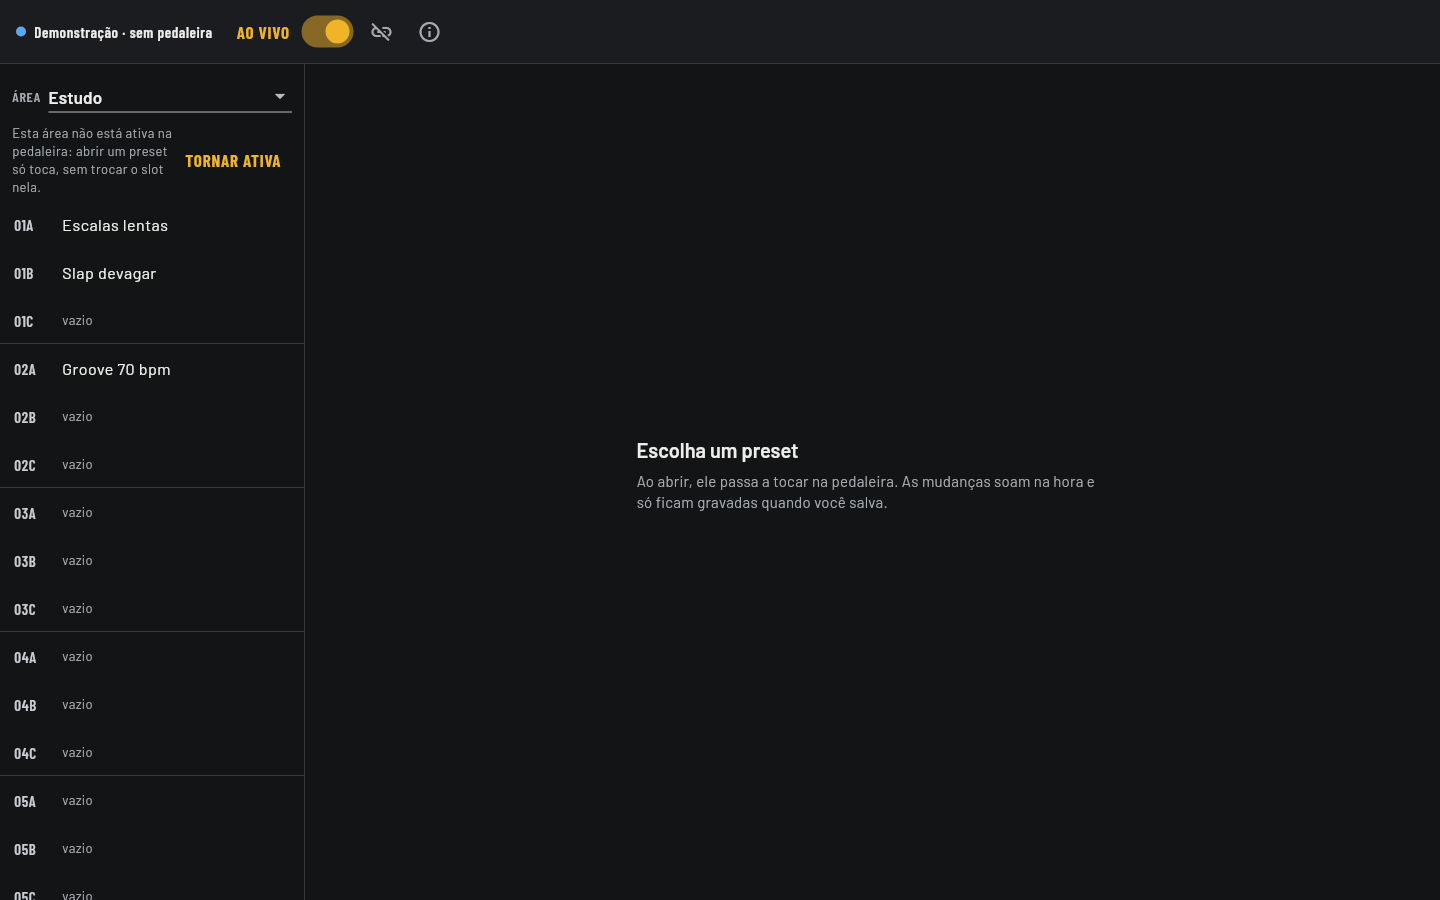 Demonstração · sem pedaleira
AO VIVO
ÁREA Estudo
Esta área não está ativa na
pedaleira: abrir um preset
só toca, sem trocar o slot
nela.
TORNAR ATIVA
01A Escalas lentas
01B Slap devagar
01C vazio
02A Groove 70 bpm
02B vazio
02C vazio
03A vazio
03B vazio
03C vazio
04A vazio
04B vazio
04C vazio
05A vazio
05B vazio
05C vazio
Escolha um preset
Ao abrir, ele passa a tocar na pedaleira. As mudanças soam na hora e
só ficam gravadas quando você salva.